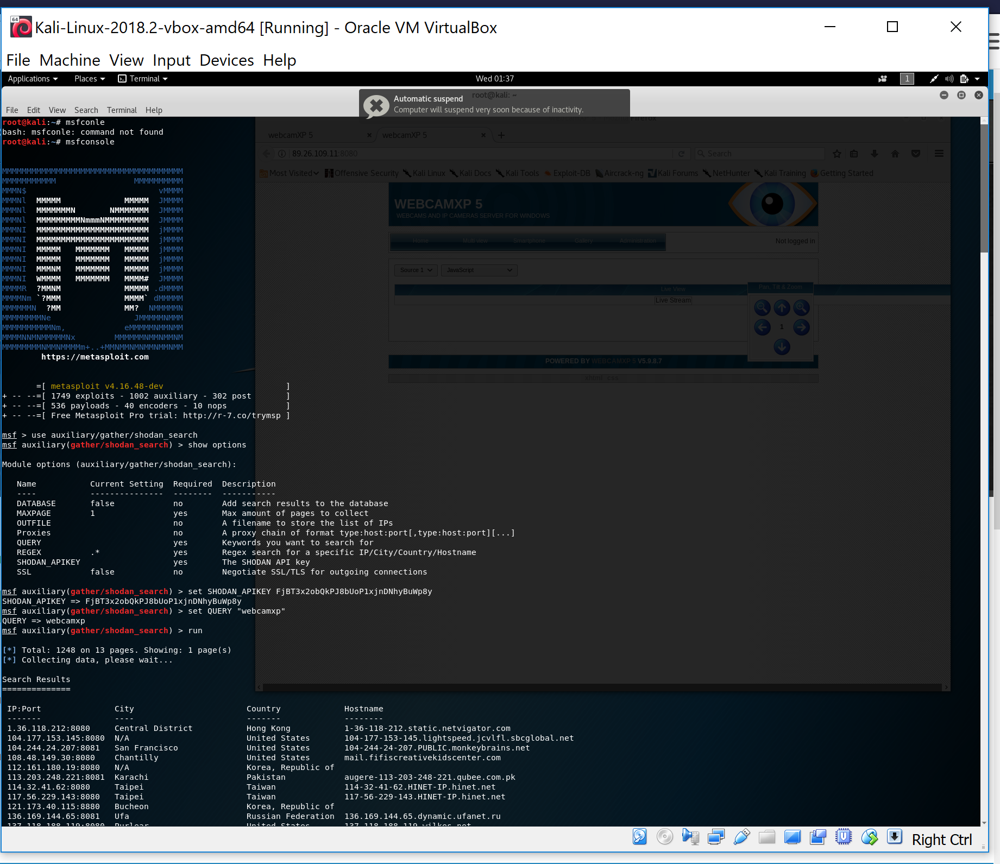 64
Kali-Linux-2018.2-vbox-amd64 [Running] - Oracle VM VirtualBox
File Machine View Input Devices Help
Applications Places Terminal Wed 01:37 1
root@kali: ~
Automatic suspend
Computer will suspend very soon because of inactivity.
File Edit View Search Terminal Help
root@kali:~# msfconle
bash: msfconle: command not found
root@kali:~# msfconsole
Firefox
webcamXP 5 webcamXP 5
89.26.109.11:8080 Search
Most Visited Offensive Security Kali Linux Kali Docs Kali Tools Exploit-DB Aircrack-ng Kali Forums NetHunter Kali Training Getting Started
WEBCAMXP 5
WEBCAMS AND IP CAMERAS SERVER FOR WINDOWS
Home Multi view Smartphone Gallery Administration Not logged in
Source 1 JavaScript
Live View
Pan, Tilt & Zoom
Live Stream
1
POWERED BY WEBCAMXP 5 V5.9.8.7
xhtml css
MMMMMMMMMMMMMMMMMMMMMMMMMMMMMMMMMMMMM
MMMMMMMMMMM                MMMMMMMMMM
MMMN$                           vMMMM
MMMNl  MMMMM             MMMMM  JMMMM
MMMNl  MMMMMMMN       NMMMMMMM  JMMMM
MMMNl  MMMMMMMMMNmmmNMMMMMMMMM  JMMMM
MMMNI  MMMMMMMMMMMMMMMMMMMMMMM  jMMMM
MMMNI  MMMMMMMMMMMMMMMMMMMMMMM  jMMMM
MMMNI  MMMMM   MMMMMMM   MMMMM  jMMMM
MMMNI  MMMMM   MMMMMMM   MMMMM  jMMMM
MMMNI  MMMNM   MMMMMMM   MMMMM  jMMMM
MMMNI  WMMMM   MMMMMMM   MMMM#  JMMMM
MMMMR  ?MMNM             MMMMM .dMMMM
MMMMNm `?MMM             MMMM` dMMMMM
MMMMMMN  ?MM             MM?  NMMMMMN
MMMMMMMMNe                 JMMMMMNMMM
MMMMMMMMMMNm,            eMMMMMNMMNMM
MMMMNNMNMMMMMNx        MMMMMMNMMNMMNM
MMMMMMMMNMMNMMMMm+..+MMNMMNMNMMNMMNMM
https://metasploit.com
=[ metasploit v4.16.48-dev ]
+ -- --=[ 1749 exploits - 1002 auxiliary - 302 post ]
+ -- --=[ 536 payloads - 40 encoders - 10 nops ]
+ -- --=[ Free Metasploit Pro trial: http://r-7.co/trymsp ]
msf > use auxiliary/gather/shodan_search
msf auxiliary(gather/shodan_search) > show options
Module options (auxiliary/gather/shodan_search):
Name Current Setting Required Description
---- --------------- -------- -----------
DATABASE false no Add search results to the database
MAXPAGE 1 yes Max amount of pages to collect
OUTFILE no A filename to store the list of IPs
Proxies no A proxy chain of format type:host:port[,type:host:port][...]
QUERY yes Keywords you want to search for
REGEX .* yes Regex search for a specific IP/City/Country/Hostname
SHODAN_APIKEY yes The SHODAN API key
SSL false no Negotiate SSL/TLS for outgoing connections
msf auxiliary(gather/shodan_search) > set SHODAN_APIKEY FjBT3x2obQkPJ8bUoP1xjnDNhyBuWp8y
SHODAN_APIKEY => FjBT3x2obQkPJ8bUoP1xjnDNhyBuWp8y
msf auxiliary(gather/shodan_search) > set QUERY "webcamxp"
QUERY => webcamxp
msf auxiliary(gather/shodan_search) > run
[*] Total: 1248 on 13 pages. Showing: 1 page(s)
[*] Collecting data, please wait...
Search Results
==============
IP:Port City Country Hostname
------- ---- ------- --------
1.36.118.212:8080 Central District Hong Kong 1-36-118-212.static.netvigator.com
104.177.153.145:8080 N/A United States 104-177-153-145.lightspeed.jcvlfl.sbcglobal.net
104.244.24.207:8081 San Francisco United States 104-244-24-207.PUBLIC.monkeybrains.net
108.48.149.30:8080 Chantilly United States mail.fifiscreativekidscenter.com
112.161.180.19:8080 N/A Korea, Republic of
113.203.248.221:8081 Karachi Pakistan augere-113-203-248-221.qubee.com.pk
114.32.41.62:8080 Taipei Taiwan 114-32-41-62.HINET-IP.hinet.net
117.56.229.143:8080 Taipei Taiwan 117-56-229-143.HINET-IP.hinet.net
121.173.40.115:8880 Bucheon Korea, Republic of
136.169.144.65:8081 Ufa Russian Federation 136.169.144.65.dynamic.ufanet.ru
137.118.188.119:8080 Purlear United States 137.118.188.119.wilkes.net
Right Ctrl